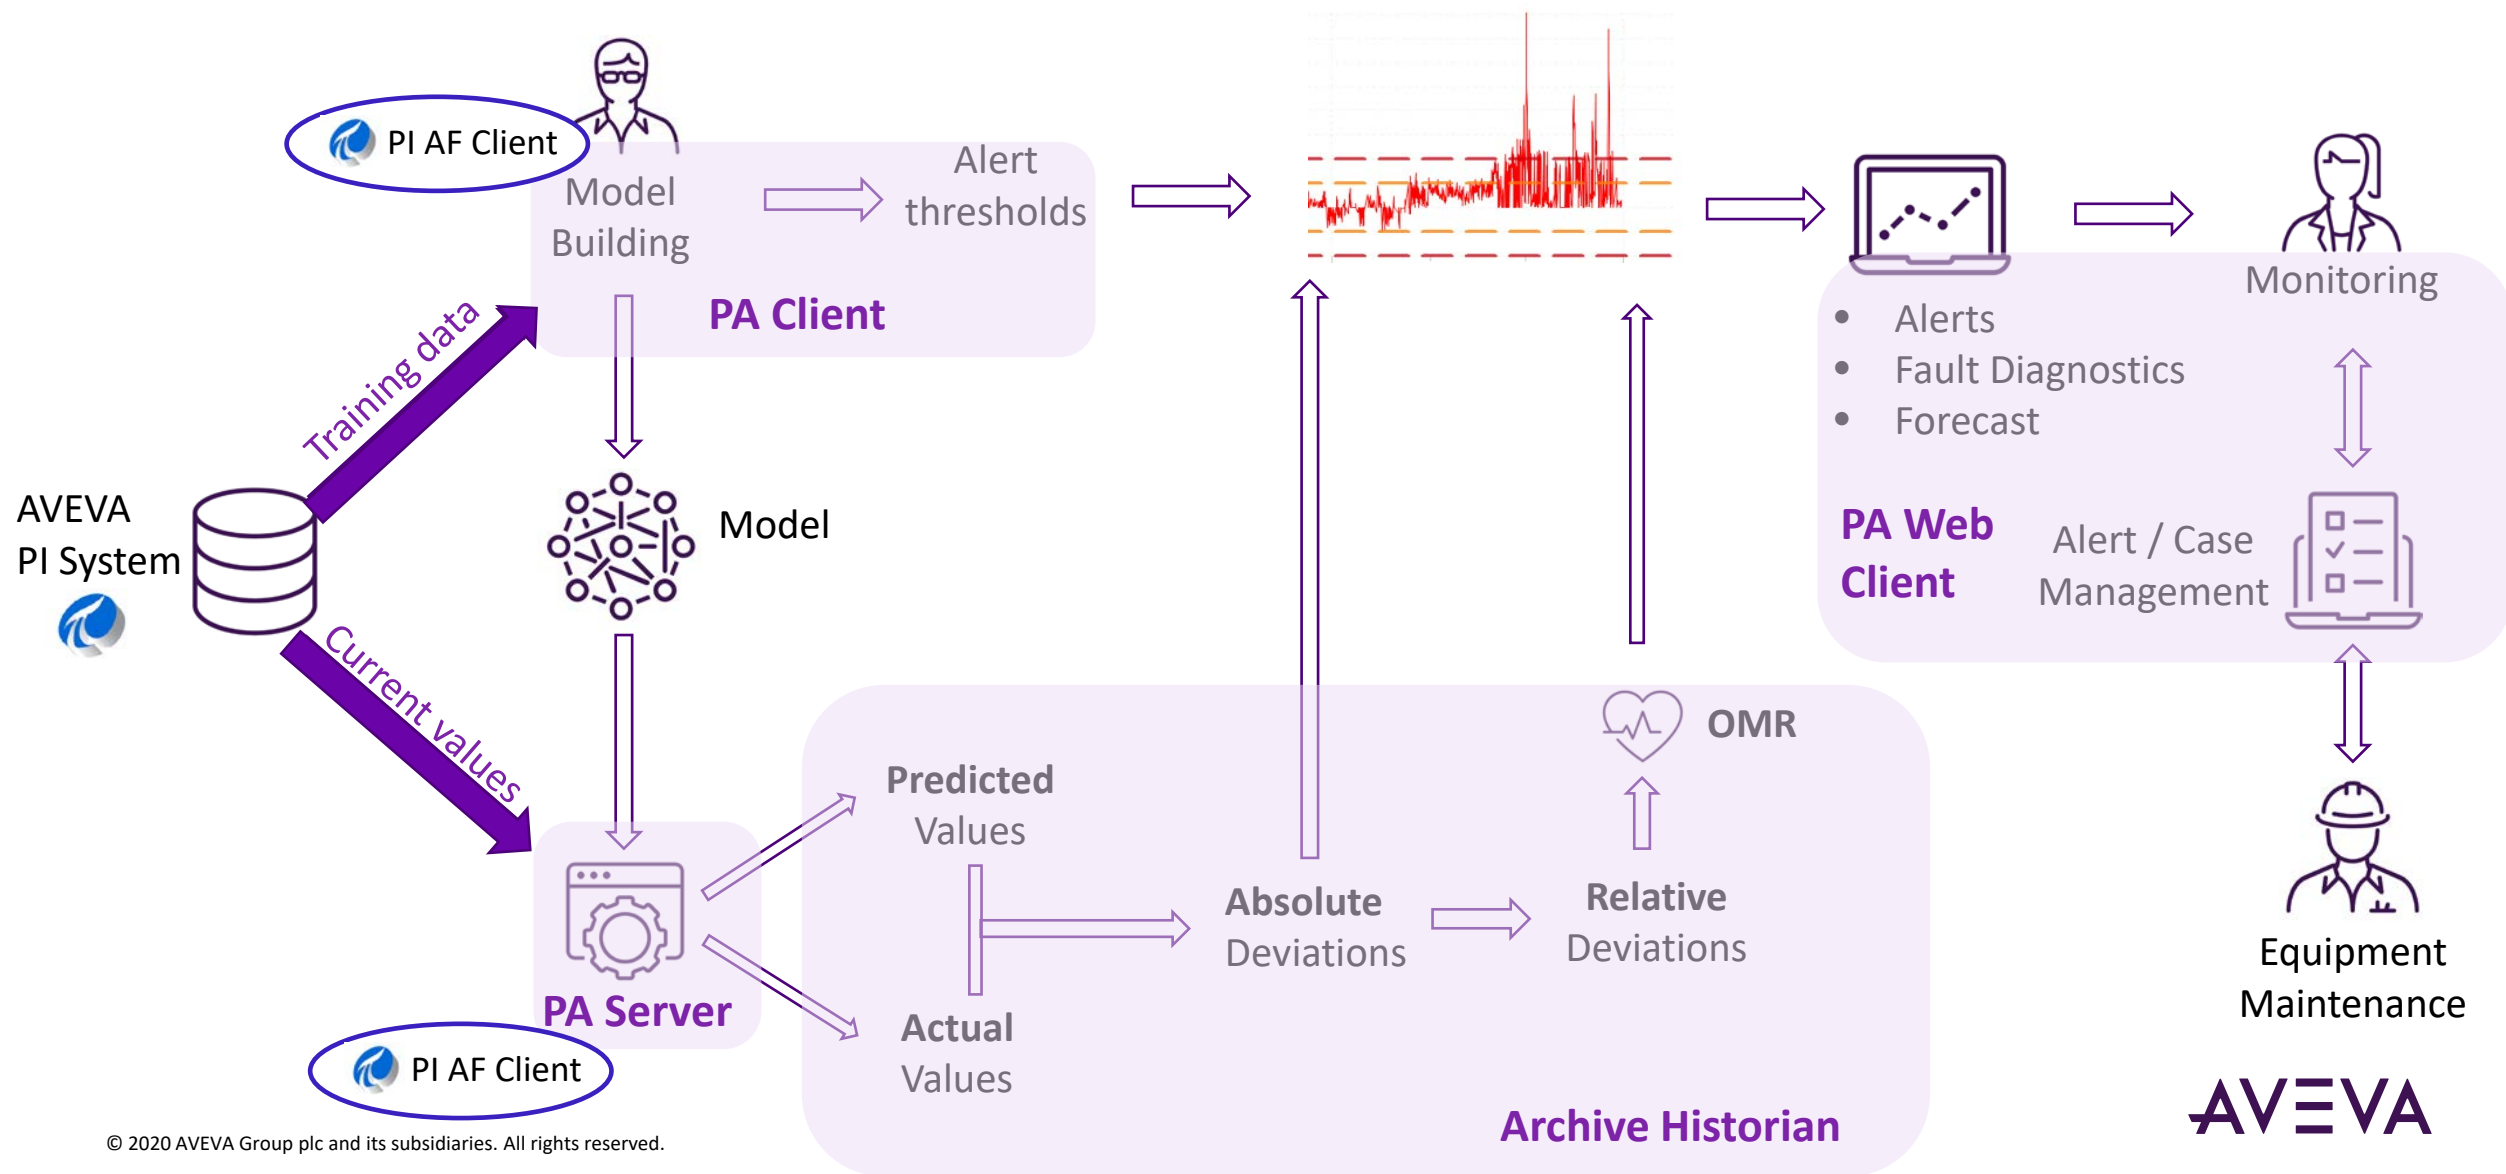 PI AF Client
Model
Building
Alert
thresholds
PA Client
Training data
AVEVA
PI System
Current values
Model
PA Server
PI AF Client
Predicted
Values
Actual
Values
Absolute
Deviations
Relative
Deviations
OMR
Archive Historian
Monitoring
• Alerts
• Fault Diagnostics
• Forecast
PA Web
Client
Alert / Case
Management
Equipment
Maintenance
AVEVA
© 2020 AVEVA Group plc and its subsidiaries. All rights reserved.